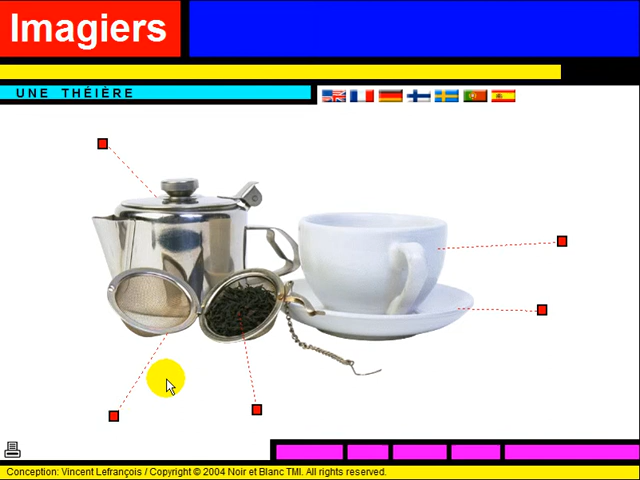 Imagiers
UNE THÉIÈRE
Conception: Vincent Lefrançois / Copyright © 2004 Noir et Blanc TMI. All rights reserved.